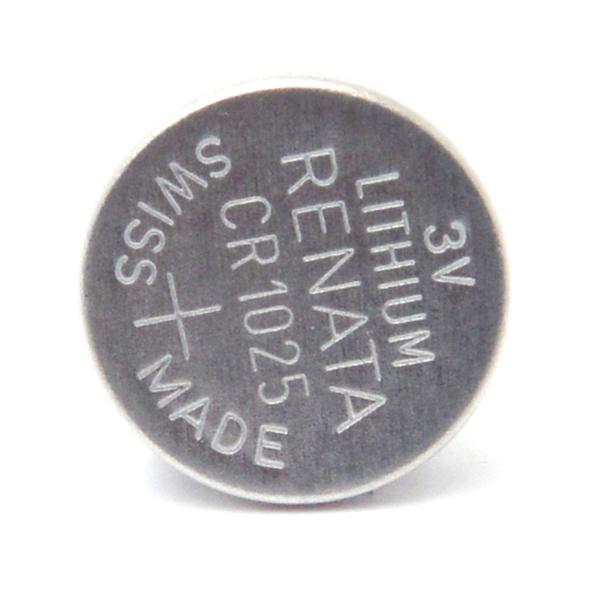 3V
LITHIUM
RENATA
CR1025
SWISS + MADE